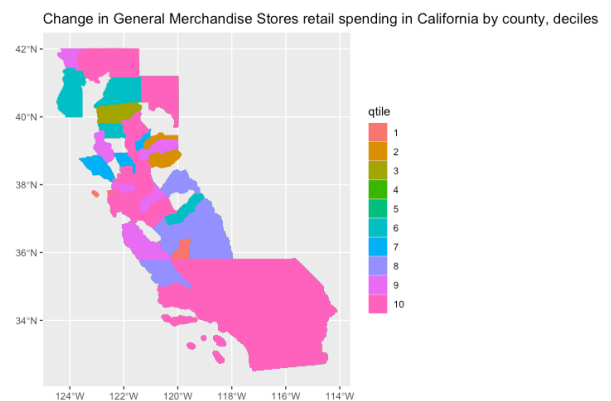 Change in General Merchandise Stores retail spending in California by county, deciles
42°N
40°N
38°N
36°N
34°N
124°W
122°W
120°W
118°W
116°W
114°W
qtile
1
2
3
4
5
6
7
8
9
10